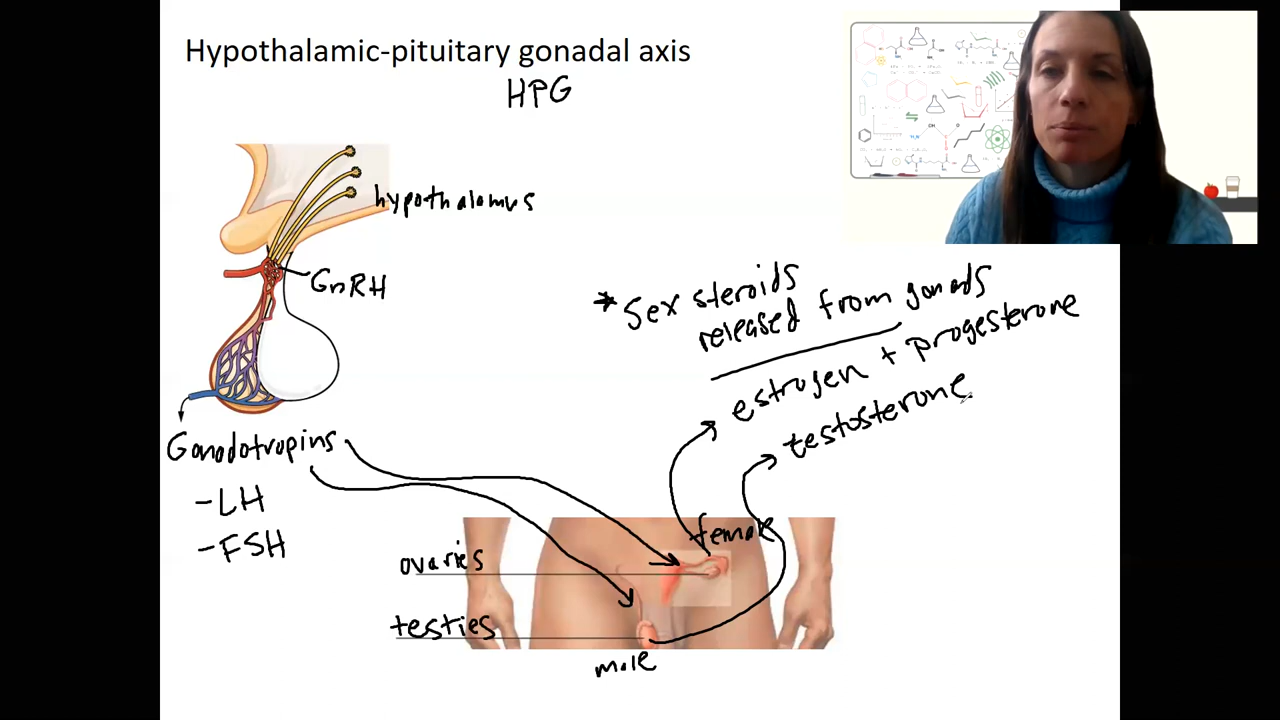 Hypothalamic-pituitary gonadal axis
HPG
hypothalamus
GnRH
* Sex steroids
released from gonads
estrogen + progesterone
testosterone
Gonadotropins
- LH
- FSH
female
ovaries
testies
male